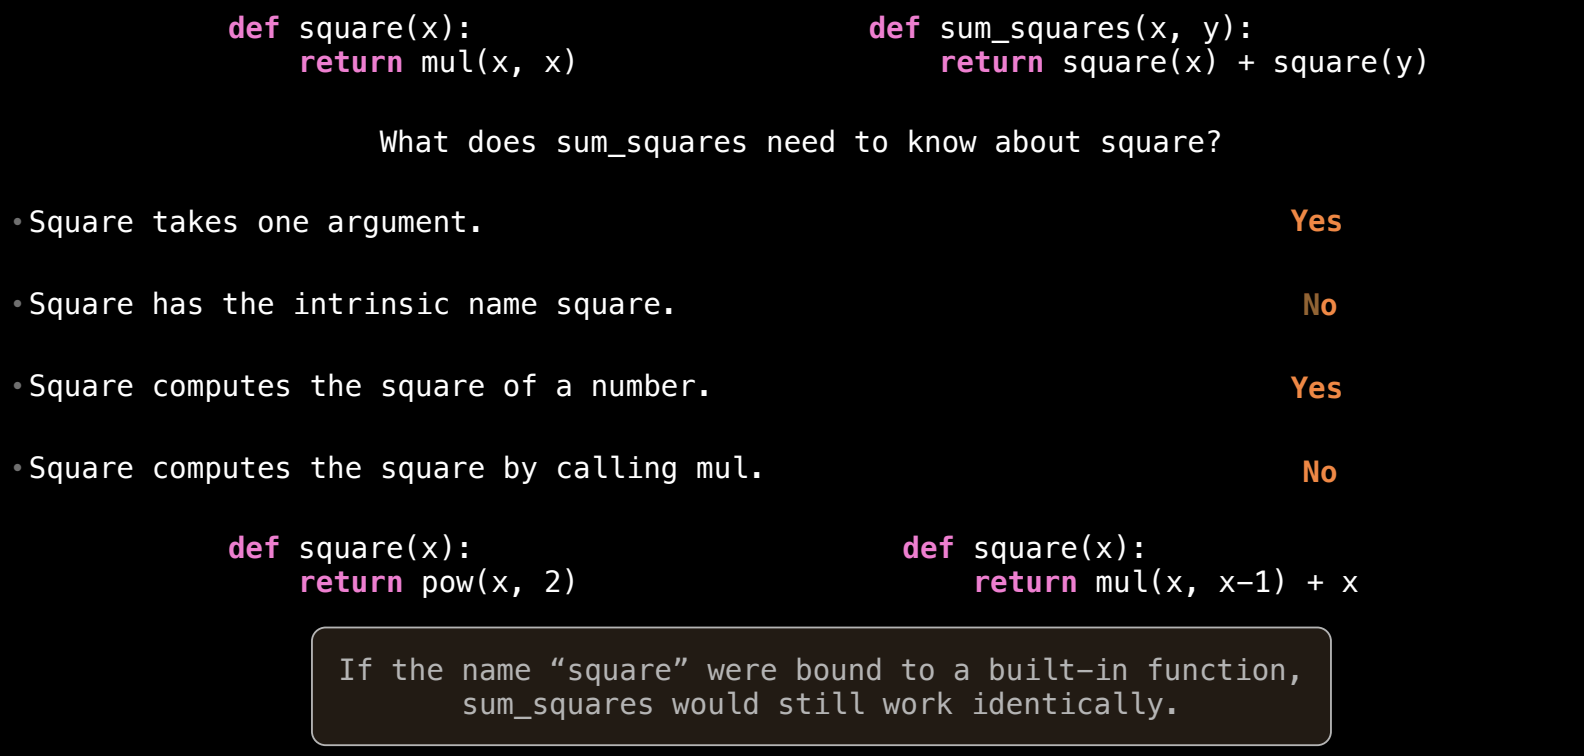 def square(x):
    return mul(x, x)
def sum_squares(x, y):
    return square(x) + square(y)
What does sum_squares need to know about square?
•Square takes one argument. Yes
•Square has the intrinsic name square. No
•Square computes the square of a number. Yes
•Square computes the square by calling mul. No
def square(x):
    return pow(x, 2)
def square(x):
    return mul(x, x-1) + x
If the name “square” were bound to a built-in function,
sum_squares would still work identically.